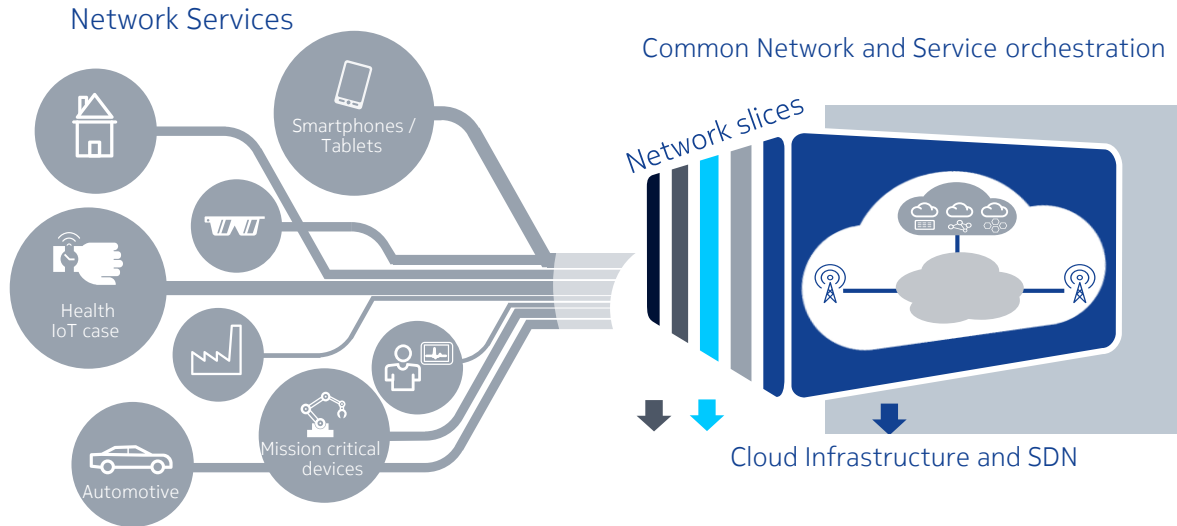 Network Services
Common Network and Service orchestration
Smartphones /
Tablets
Network slices
Health
IoT case
Mission critical
devices
Automotive
Cloud Infrastructure and SDN